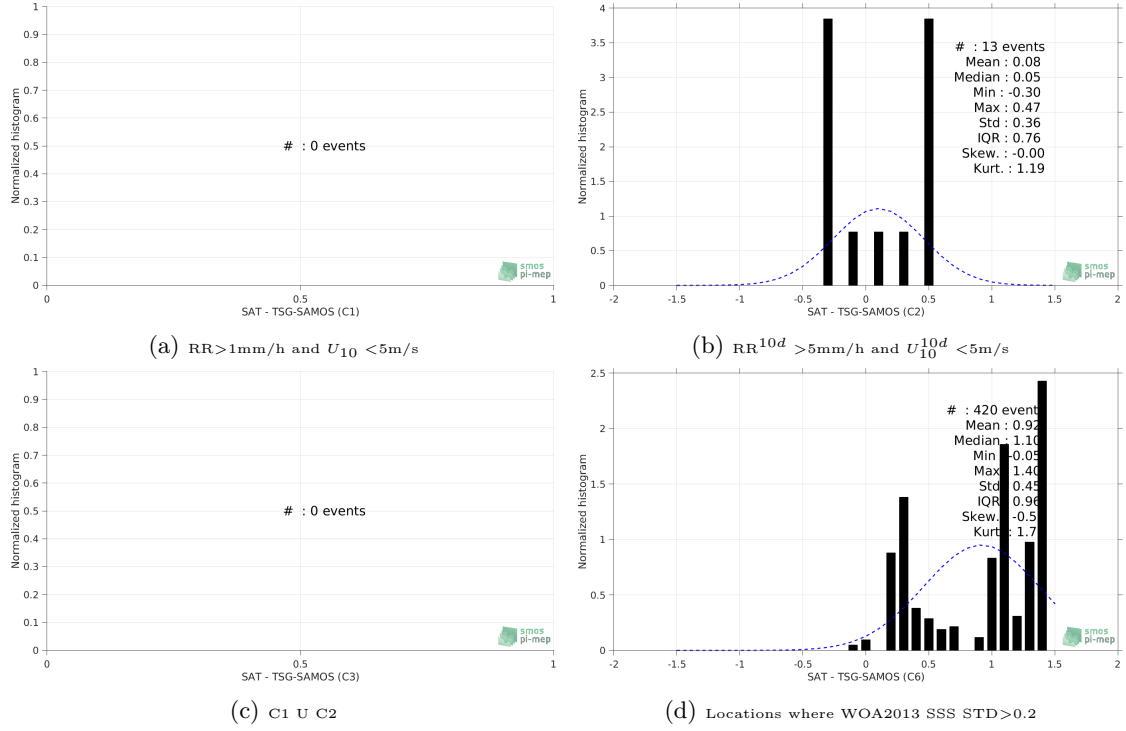 1
0.9
0.8
0.7
0.6
0.5
0.4
0.3
0.2
0.1
0
Normalized histogram
# : 0 events
smos
pi-mep
0 0.5 1
SAT - TSG-SAMOS (C1)
(a) RR>1mm/h and U10 <5m/s
4
3.5
3
2.5
2
1.5
1
0.5
0
Normalized histogram
# : 13 events
Mean : 0.08
Median : 0.05
Min : -0.30
Max : 0.47
Std : 0.36
IQR : 0.76
Skew. : -0.00
Kurt. : 1.19
smos
pi-mep
-2 -1.5 -1 -0.5 0 0.5 1 1.5 2
SAT - TSG-SAMOS (C2)
(b) RR10d >5mm/h and U10d10 <5m/s
1
0.9
0.8
0.7
0.6
0.5
0.4
0.3
0.2
0.1
0
Normalized histogram
# : 0 events
smos
pi-mep
0 0.5 1
SAT - TSG-SAMOS (C3)
(c) C1 U C2
2.5
2
1.5
1
0.5
0
Normalized histogram
# : 420 events
Mean : 0.92
Median : 1.10
Min : -0.05
Max : 1.40
Std : 0.45
IQR : 0.96
Skew. : -0.5
Kurt. : 1.7
smos
pi-mep
-2 -1.5 -1 -0.5 0 0.5 1 1.5 2
SAT - TSG-SAMOS (C6)
(d) Locations where WOA2013 SSS STD>0.2